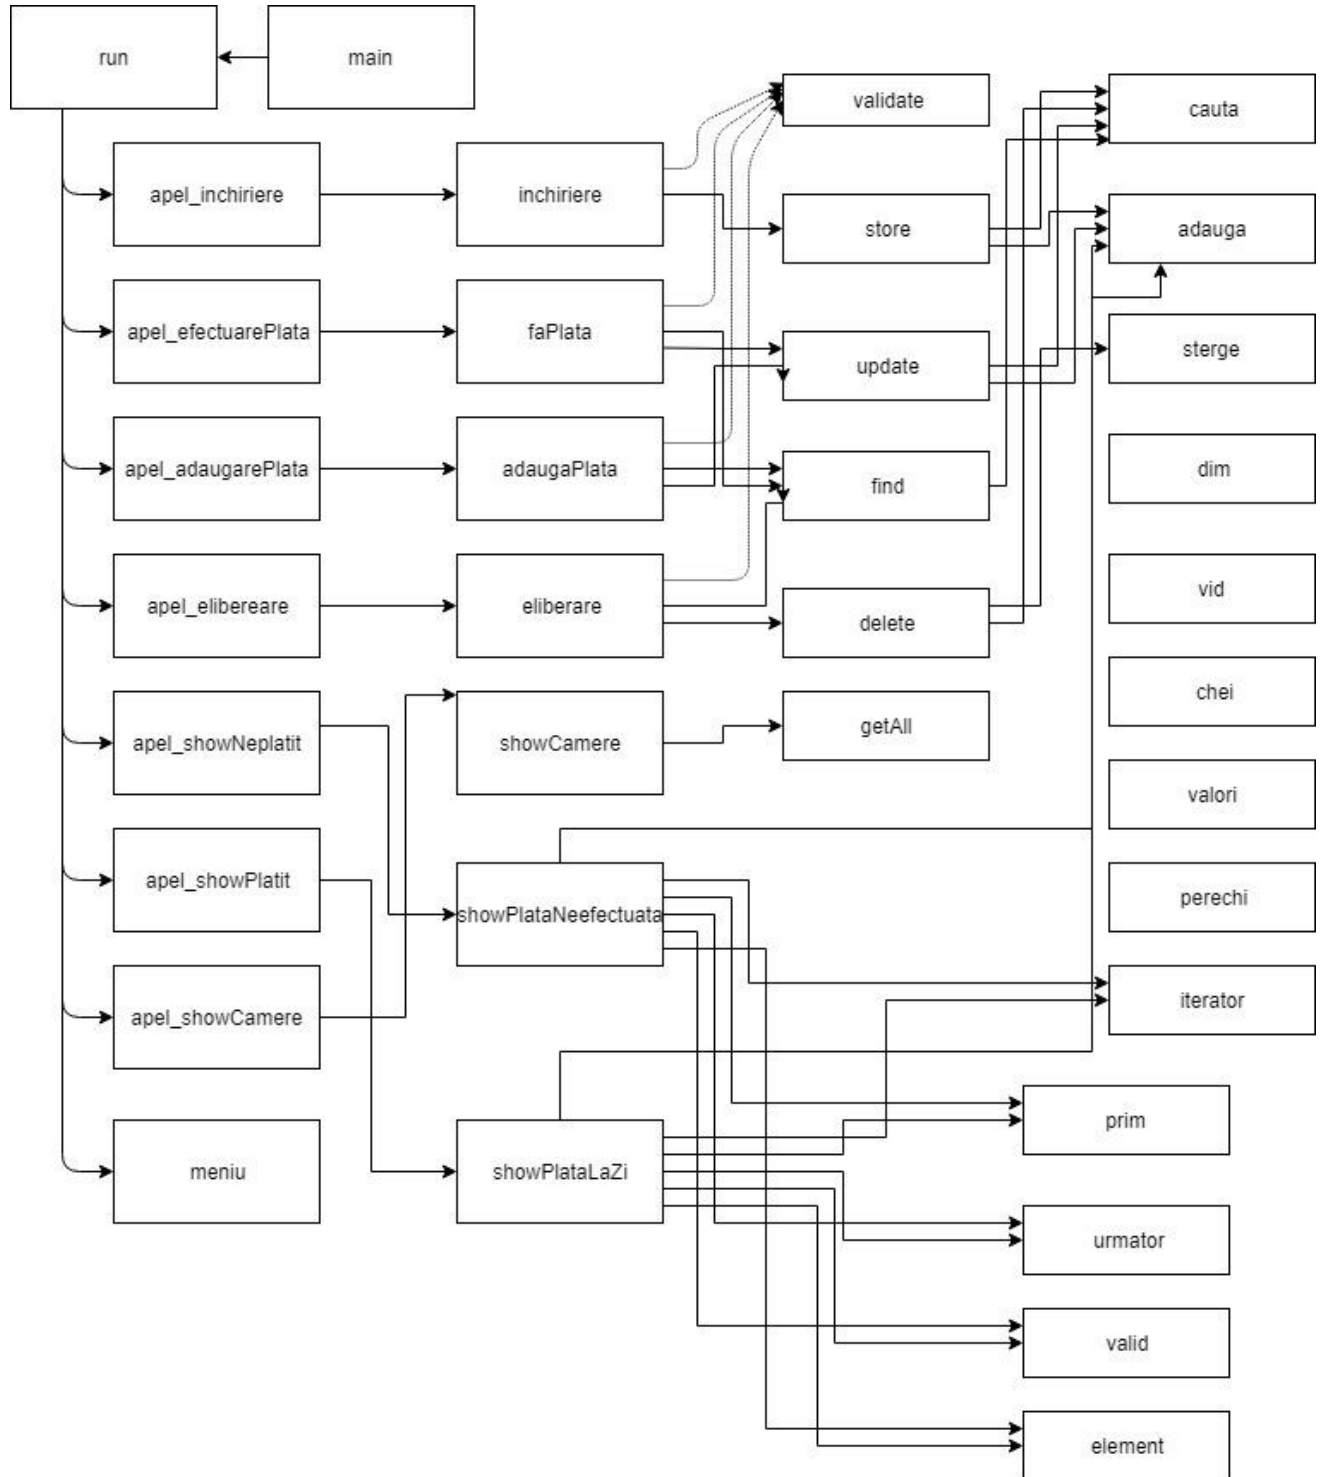 run
main
validate
cauta
apel_inchiriere
inchiriere
store
adauga
apel_efectuarePlata
faPlata
update
sterge
apel_adaugarePlata
adaugaPlata
find
dim
apel_elibereare
eliberare
delete
vid
apel_showNeplatit
showCamere
getAll
chei
valori
apel_showPlatit
showPlataNeefectuata
perechi
apel_showCamere
iterator
prim
meniu
showPlataLaZi
urmator
valid
element